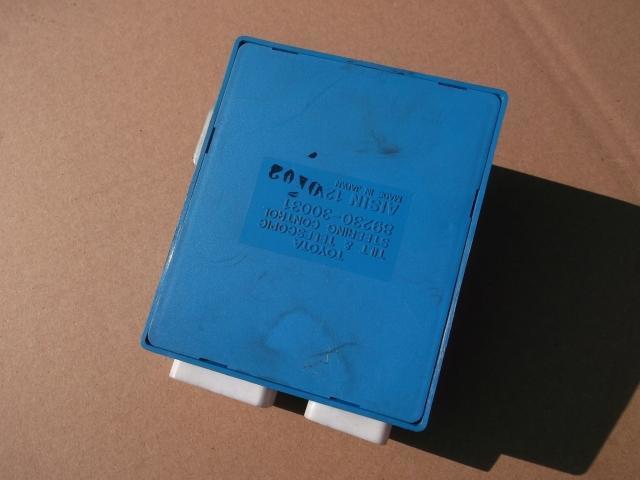 TOYOTA
TILT & TELESCOPIC
STEERING CONTROL
89230-30031
AISIN 12V
MADE IN JAPAN